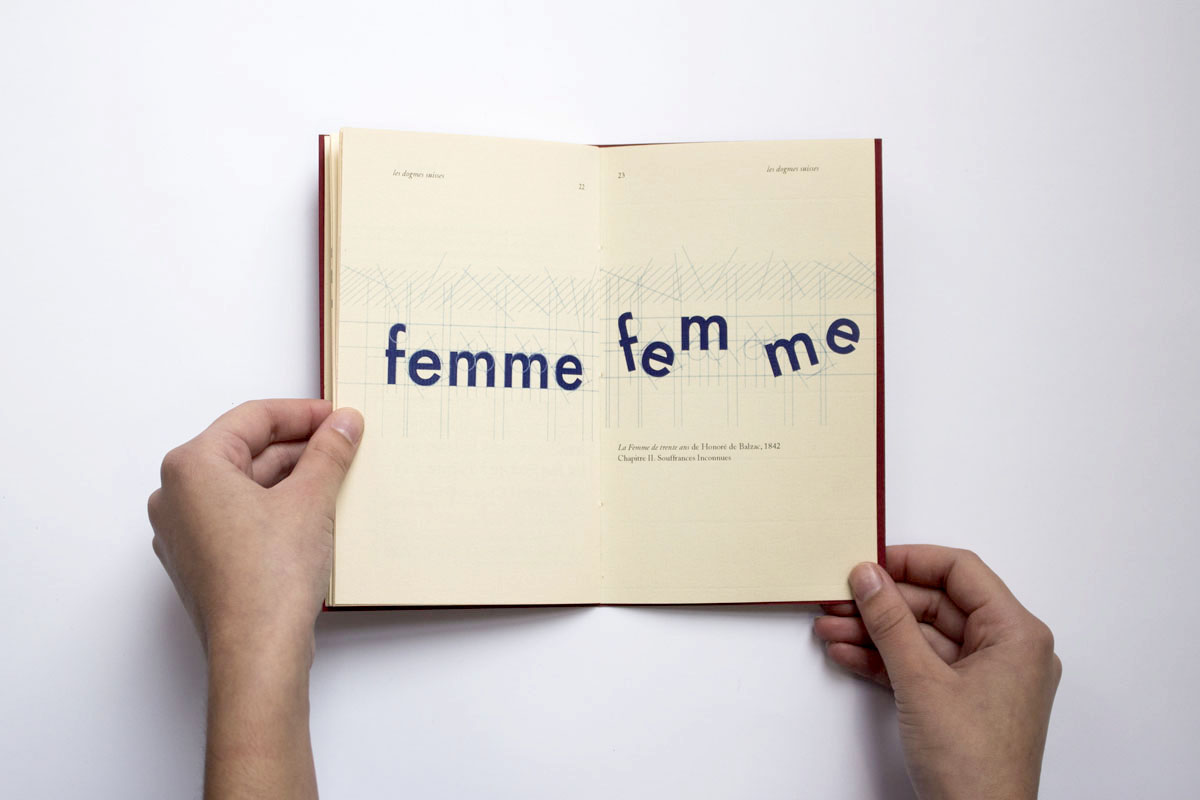 les dogmes suisses
22
femme
23
les dogmes suisses
fem me
La Femme de trente ans de Honoré de Balzac, 1842
Chapitre II. Souffrances Inconnues